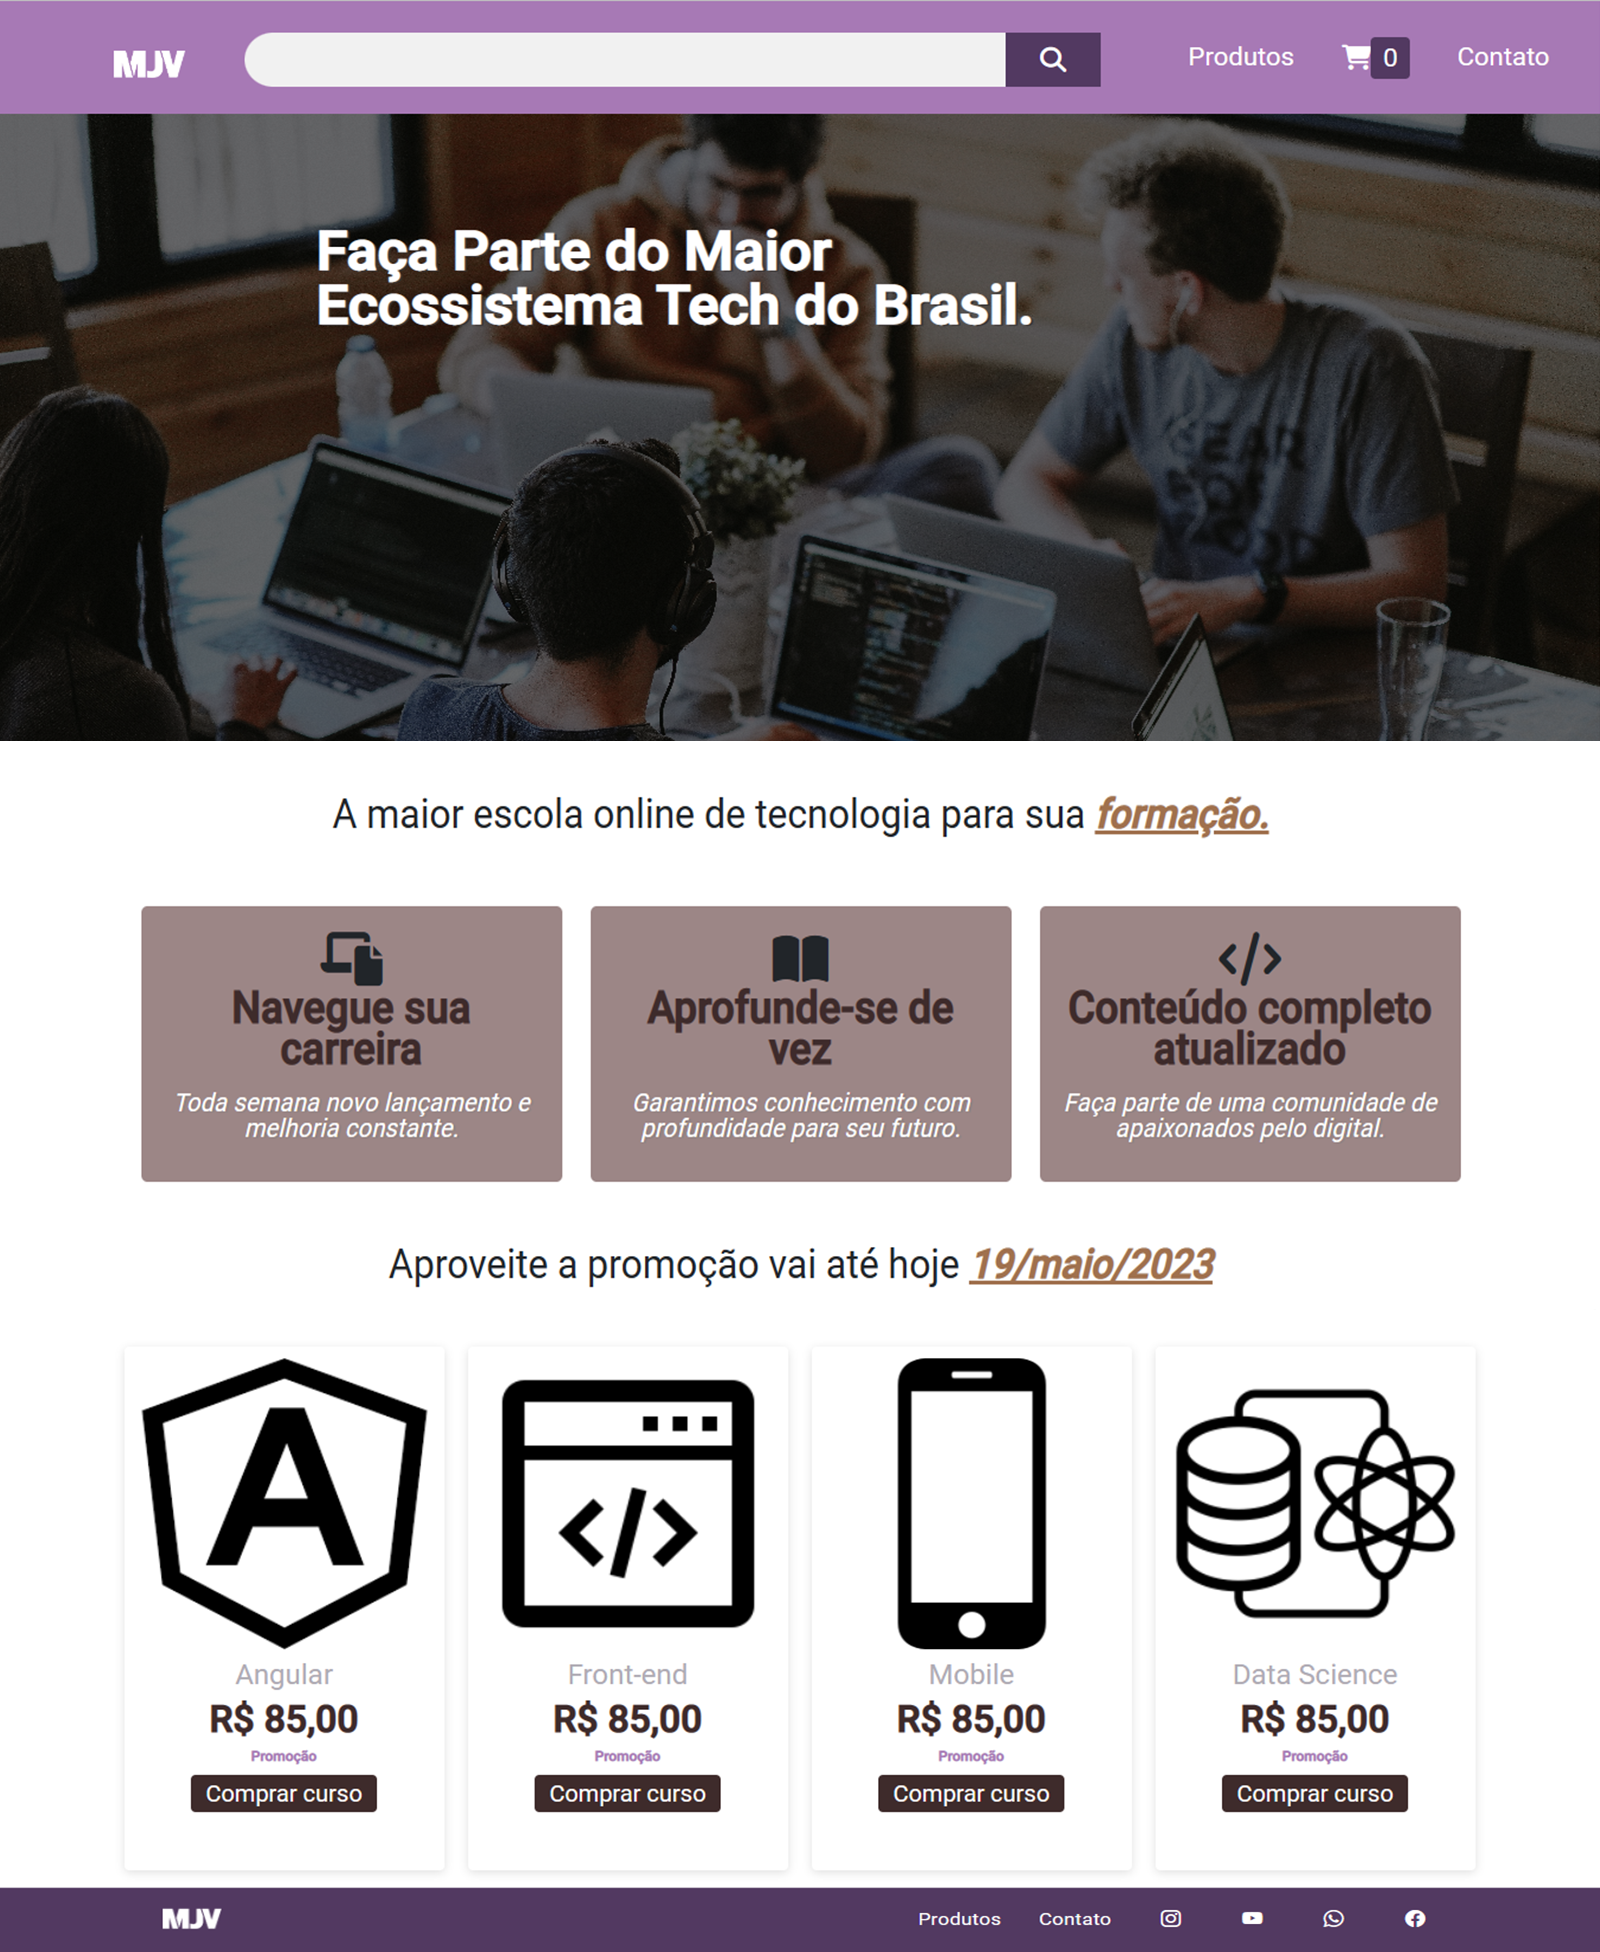 MJV
Produtos
0
Contato
Faça Parte do Maior
Ecossistema Tech do Brasil.
A maior escola online de tecnologia para sua formação.
Navegue sua
carreira
Toda semana novo lançamento e
melhoria constante.
Aprofunde-se de
vez
Garantimos conhecimento com
profundidade para seu futuro.
Conteúdo completo
atualizado
Faça parte de uma comunidade de
apaixonados pelo digital.
Aproveite a promoção vai até hoje 19/maio/2023
Angular
R$ 85,00
Promoção
Comprar curso
Front-end
R$ 85,00
Promoção
Comprar curso
Mobile
R$ 85,00
Promoção
Comprar curso
Data Science
R$ 85,00
Promoção
Comprar curso
MJV
Produtos
Contato